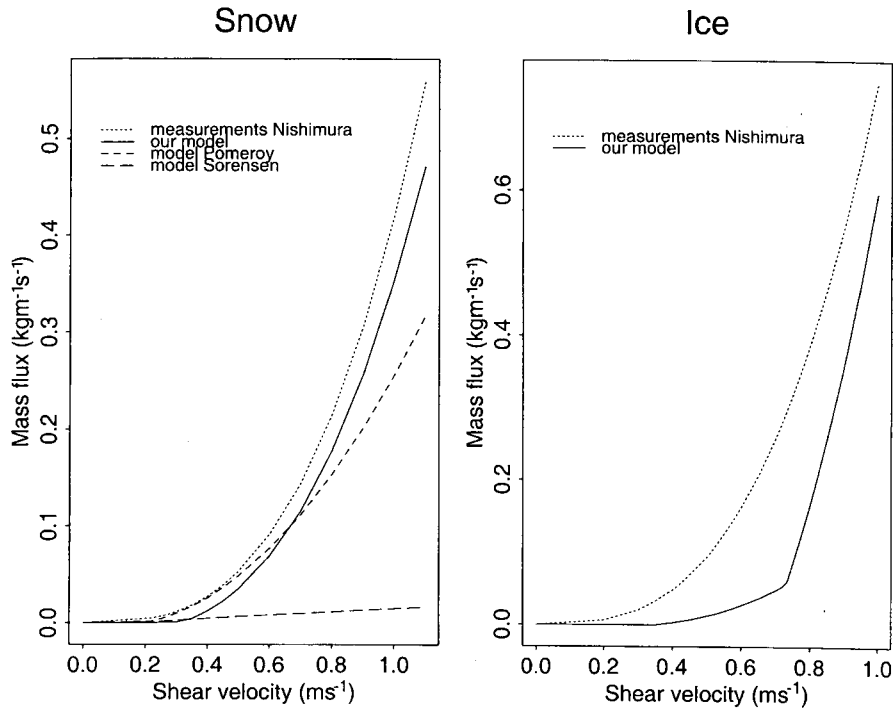 Snow
measurements Nishimura
our model
model Pomeroy
model Sorensen
Mass flux (kgm-1s-1)
0.5
0.4
0.3
0.2
0.1
0.0
0.0 0.2 0.4 0.6 0.8 1.0
Shear velocity (ms-1)
Ice
measurements Nishimura
our model
Mass flux (kgm-1s-1)
0.6
0.4
0.2
0.0
0.0 0.2 0.4 0.6 0.8 1.0
Shear velocity (ms-1)